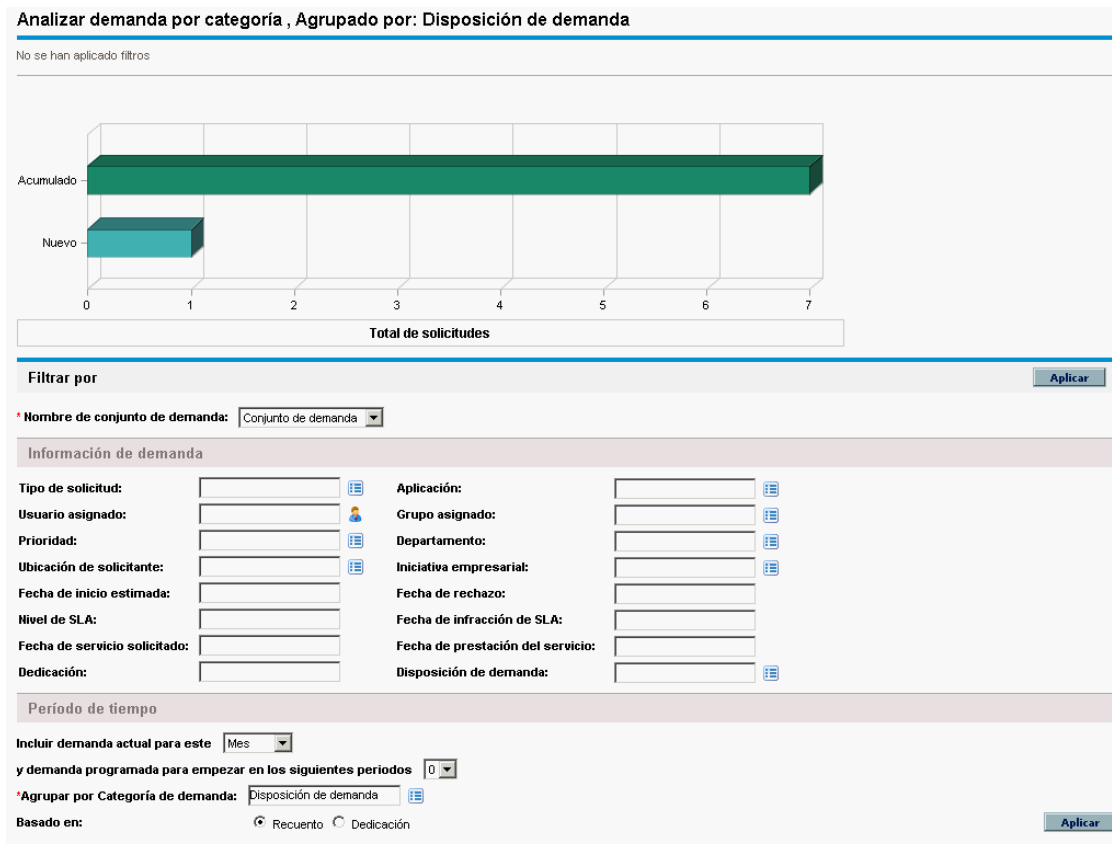 Analizar demanda por categoría , Agrupado por: Disposición de demanda
No se han aplicado filtros
Acumulado
Nuevo
0 1 2 3 4 5 6 7
Total de solicitudes
Filtrar por Aplicar
* Nombre de conjunto de demanda: Conjunto de demanda
Información de demanda
Tipo de solicitud: Aplicación:
Usuario asignado: Grupo asignado:
Prioridad: Departamento:
Ubicación de solicitante: Iniciativa empresarial:
Fecha de inicio estimada: Fecha de rechazo:
Nivel de SLA: Fecha de infracción de SLA:
Fecha de servicio solicitado: Fecha de prestación del servicio:
Dedicación: Disposición de demanda:
Período de tiempo
Incluir demanda actual para este Mes
y demanda programada para empezar en los siguientes periodos 0
*Agrupar por Categoría de demanda: Disposición de demanda
Basado en: Recuento Dedicación Aplicar